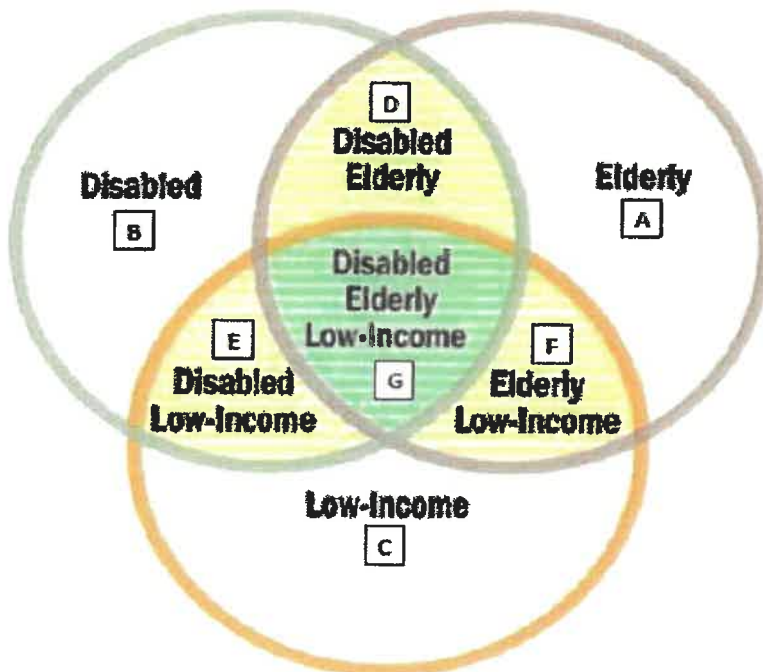 D
Disabled
Elderly
Disabled
B
Elderly
A
Disabled
Elderly
Low-Income
G
E
Disabled
Low-Income
F
Elderly
Low-Income
Low-Income
C